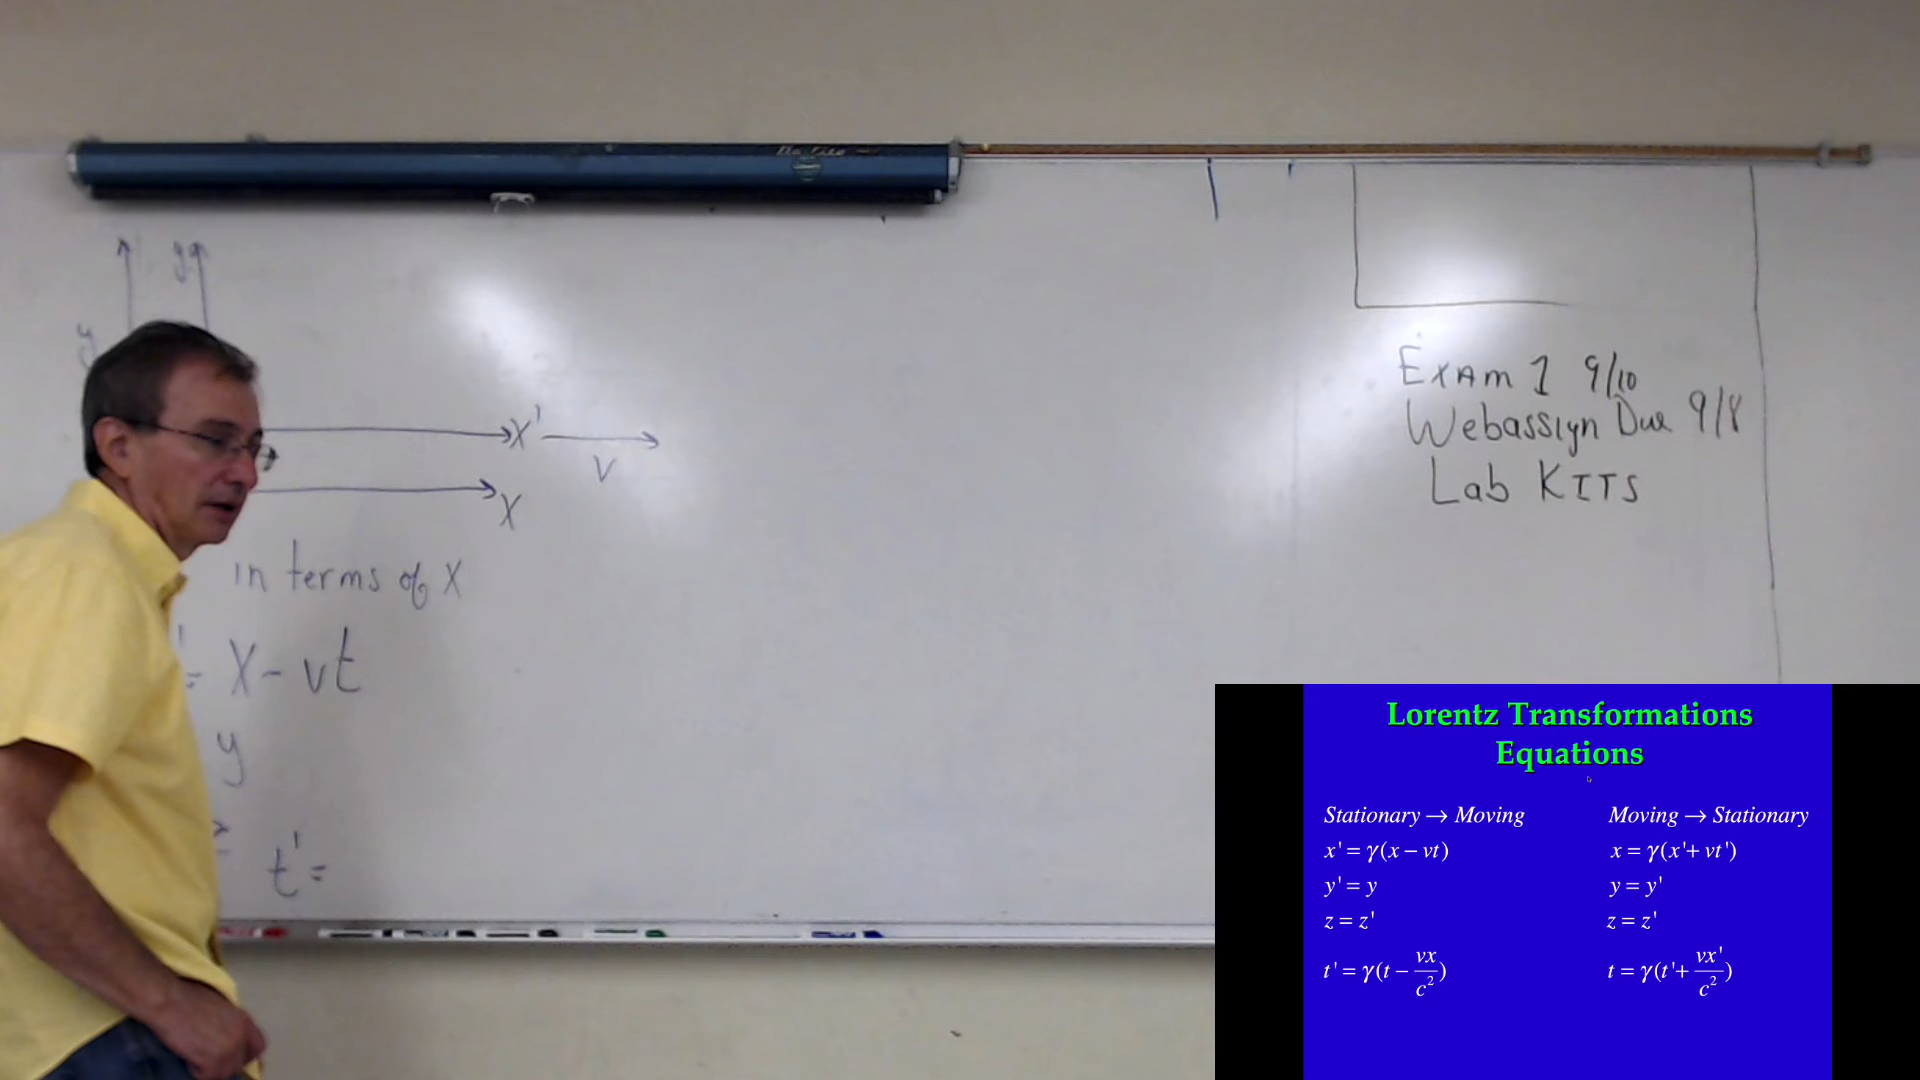 y
y
X'
V
X
in terms of X
' = X - vt
y
t' =
Exam 1 9/10
Webassign Due 9/8
Lab KITS
Lorentz Transformations
Equations
Stationary → Moving
x' = γ(x − vt)
y' = y
z = z'
t' = γ(t − vx/c²)
Moving → Stationary
x = γ(x'+ vt')
y = y'
z = z'
t = γ(t'+ vx'/c²)